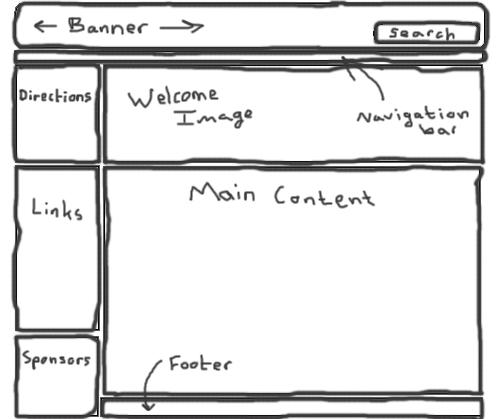 ← Banner →
Search
Directions
Welcome
Image
Navigation
bar
Links
Main Content
Sponsors
Footer